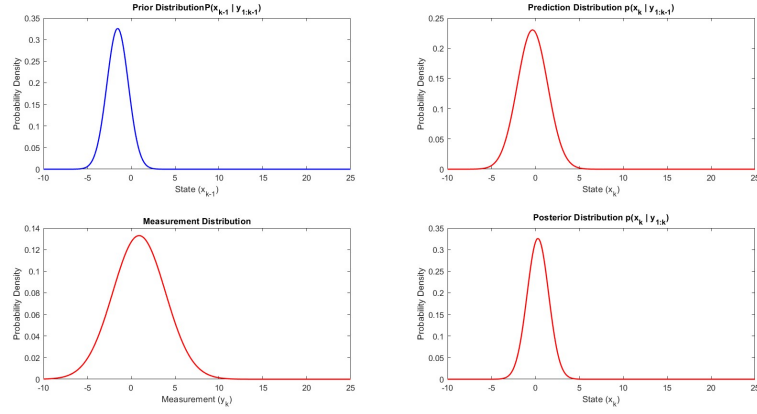 Prior DistributionP(x_{k-1} | y_{1:k-1})
Probability Density
0.35
0.3
0.25
0.2
0.15
0.1
0.05
0
-10 -5 0 5 10 15 20 25
State (x_{k-1})
Prediction Distribution p(x_k | y_{1:k-1})
Probability Density
0.25
0.2
0.15
0.1
0.05
0
-10 -5 0 5 10 15 20 25
State (x_k)
Measurement Distribution
Probability Density
0.14
0.12
0.1
0.08
0.06
0.04
0.02
0
-10 -5 0 5 10 15 20 25
Measurement (y_k)
Posterior Distribution p(x_k | y_{1:k})
Probability Density
0.35
0.3
0.25
0.2
0.15
0.1
0.05
0
-10 -5 0 5 10 15 20 25
State (x_k)